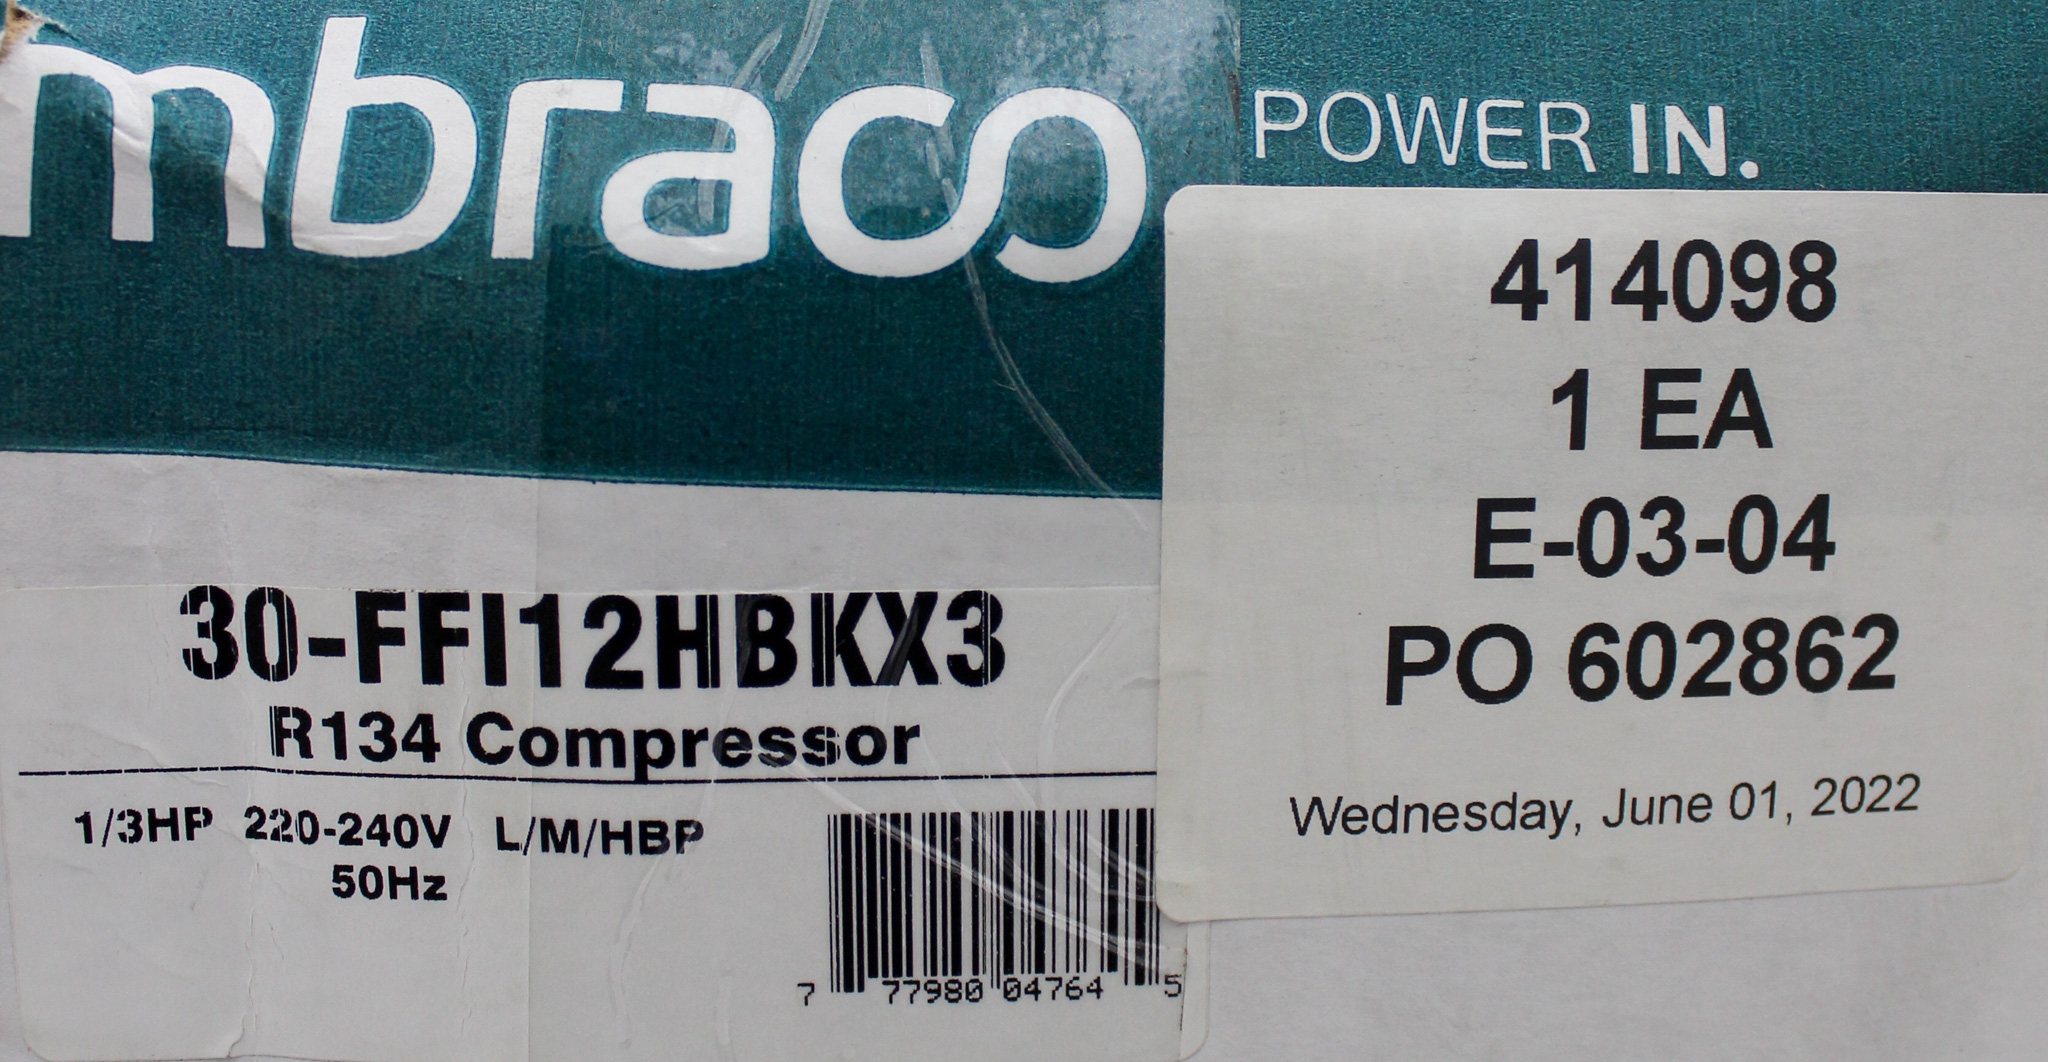 mbraco
POWER IN.
414098
1 EA
E-03-04
PO 602862
Wednesday, June 01, 2022
30-FFI12HBKX3
R134 Compressor
1/3HP 220-240V L/M/HBP
50Hz
7 77980 04764 5